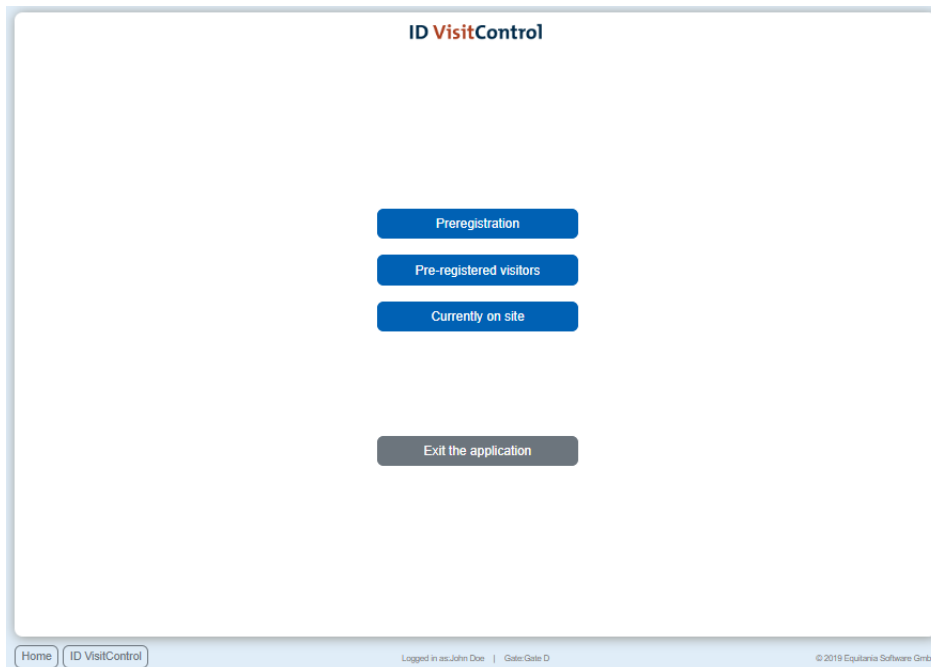 ID VisitControl
Preregistration
Pre-registered visitors
Currently on site
Exit the application
Home ID VisitControl Logged in as:John Doe | Gate:Gate D © 2019 Equitania Software GmbH